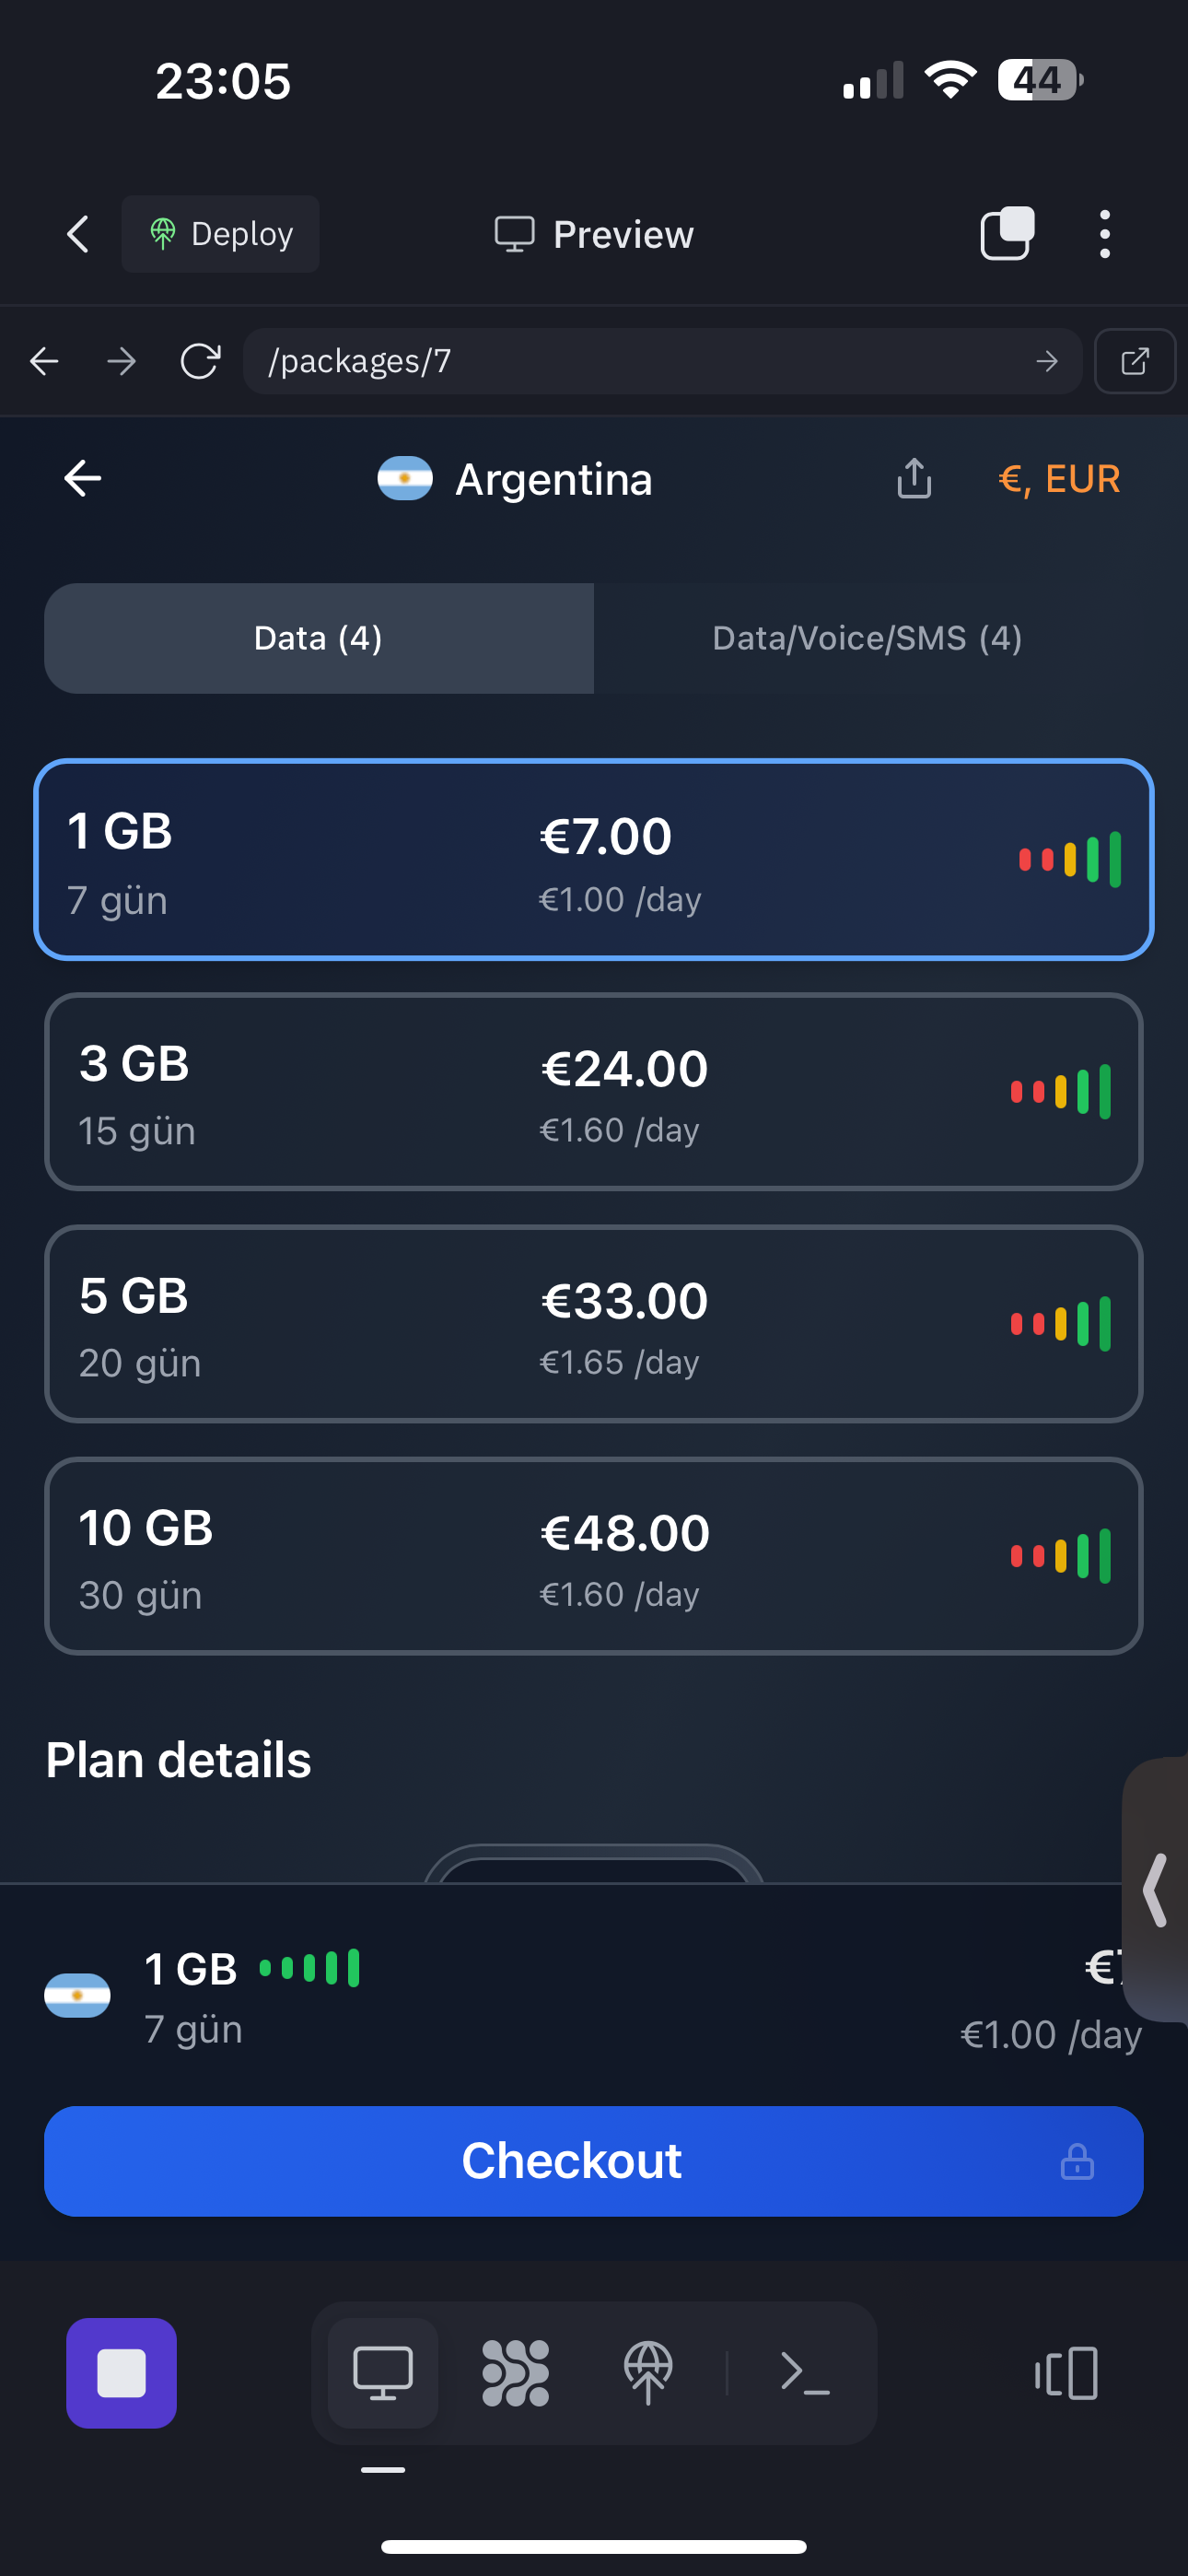 23:05
44
Deploy
Preview
/packages/7
Argentina
€, EUR
Data (4)
Data/Voice/SMS (4)
1 GB
€7.00
7 gün
€1.00 /day
3 GB
€24.00
15 gün
€1.60 /day
5 GB
€33.00
20 gün
€1.65 /day
10 GB
€48.00
30 gün
€1.60 /day
Plan details
1 GB
7 gün
€1.00 /day
Checkout